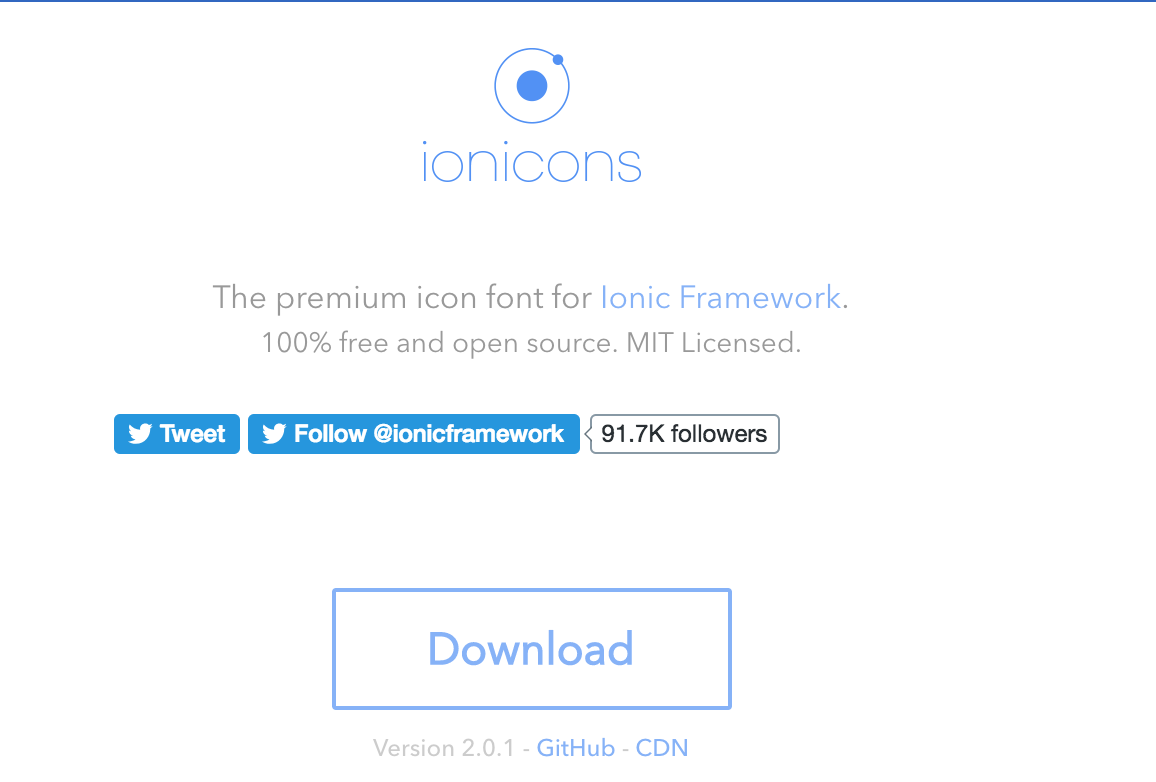 ionicons
The premium icon font for Ionic Framework.
100% free and open source. MIT Licensed.
Tweet Follow @ionicframework 91.7K followers
Download
Version 2.0.1 - GitHub - CDN